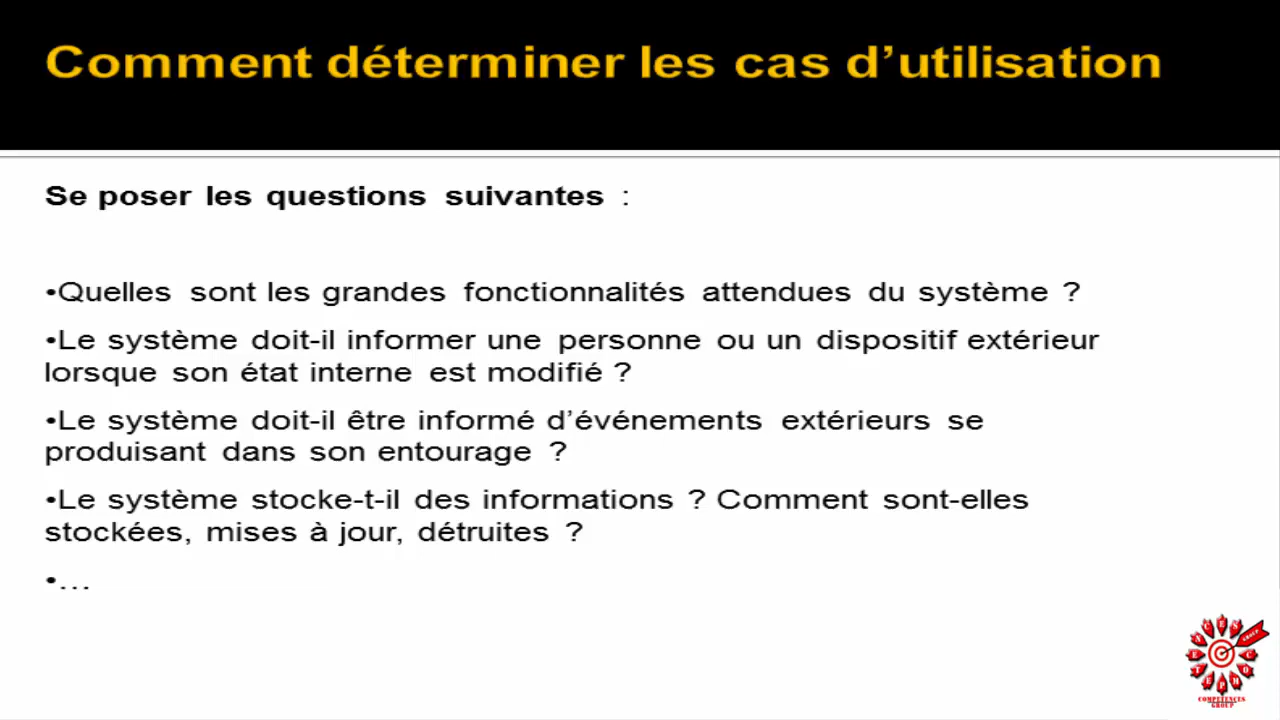 Comment déterminer les cas d’utilisation
Se poser les questions suivantes :
•Quelles sont les grandes fonctionnalités attendues du système ?
•Le système doit-il informer une personne ou un dispositif extérieur
lorsque son état interne est modifié ?
•Le système doit-il être informé d’événements extérieurs se
produisant dans son entourage ?
•Le système stocke-t-il des informations ? Comment sont-elles
stockées, mises à jour, détruites ?
•…
COMPETENCES
GROUP